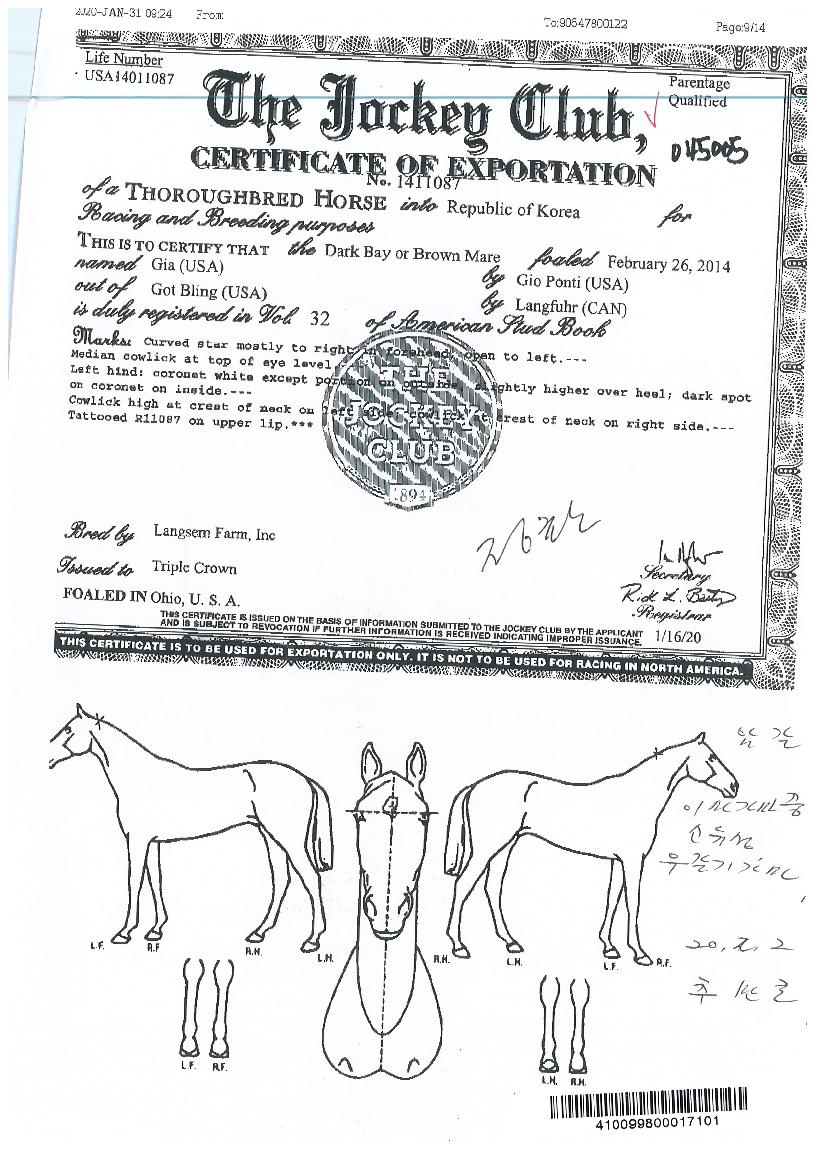 2020-JAN-31 09:24 From: To:90647800122 Page:9/14
Life Number
USA14011087
Parentage
Qualified
The Jockey Club,
045005
CERTIFICATE OF EXPORTATION
No. 1411087
of a THOROUGHBRED HORSE into Republic of Korea for
Racing and Breeding purposes
THIS IS TO CERTIFY THAT the Dark Bay or Brown Mare foaled February 26, 2014
named Gia (USA) by Gio Ponti (USA)
out of Got Bling (USA) by Langfuhr (CAN)
is duly registered in Vol. 32 of American Stud Book
Marks: Curved star mostly to right in forehead, open to left.---
Median cowlick at top of eye level.
Left hind: coronet white except portion on outside, slightly higher over heel; dark spot
on coronet on inside.---
Cowlick high at crest of neck on left side; cowlick at crest of neck on right side.---
Tattooed R11087 on upper lip.***
THE
JOCKEY
CLUB
1894
Bred by Langsem Farm, Inc
Issued to Triple Crown
Secretary
FOALED IN Ohio, U. S. A.
Registrar
THIS CERTIFICATE IS ISSUED ON THE BASIS OF INFORMATION SUBMITTED TO THE JOCKEY CLUB BY THE APPLICANT
AND IS SUBJECT TO REVOCATION IF FURTHER INFORMATION IS RECEIVED INDICATING IMPROPER ISSUANCE. 1/16/20
THIS CERTIFICATE IS TO BE USED FOR EXPORTATION ONLY. IT IS NOT TO BE USED FOR RACING IN NORTH AMERICA.
L.F. R.F. R.H. L.H. R.H. L.H. L.F. R.F.
L.F. R.F. L.H. R.H.
410099800017101